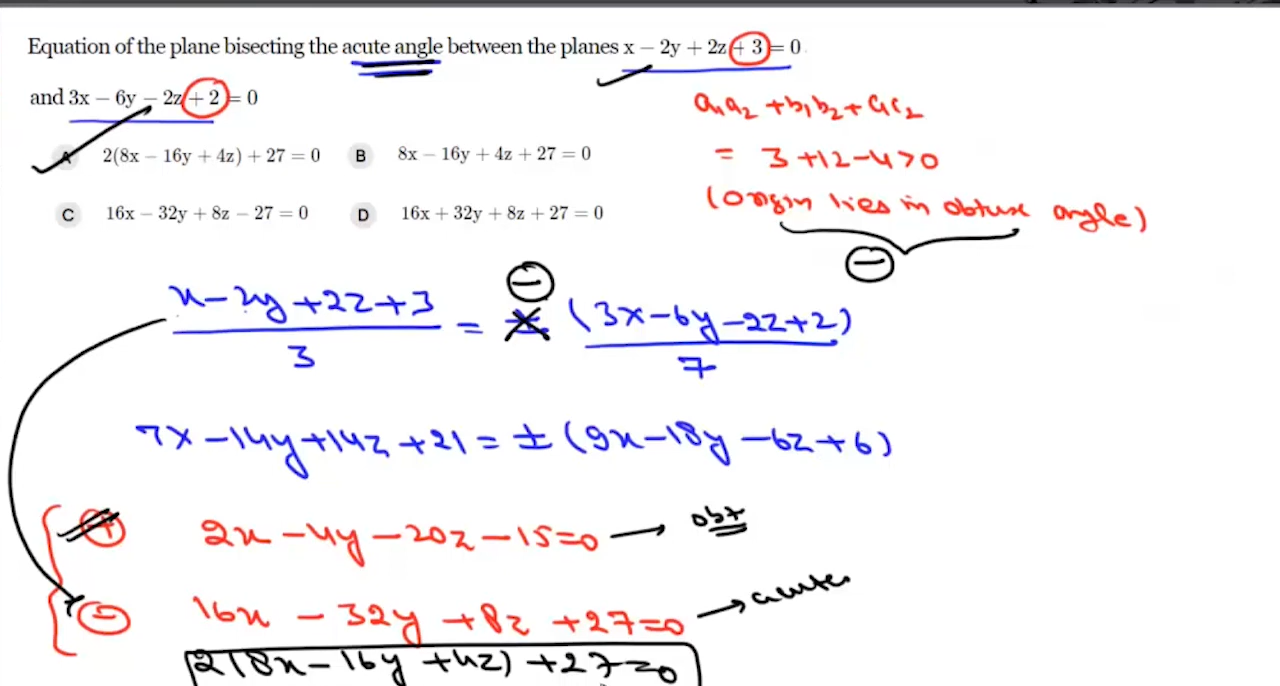 Equation of the plane bisecting the acute angle between the planes x − 2y + 2z + 3 = 0
and 3x − 6y − 2z + 2 = 0
A 2(8x − 16y + 4z) + 27 = 0 B 8x − 16y + 4z + 27 = 0
C 16x − 32y + 8z − 27 = 0 D 16x + 32y + 8z + 27 = 0
a₁a₂ + b₁b₂ + c₁c₂
= 3 + 12 − 4 > 0
(origin lies in obtuse angle)
−
x − 2y + 2z + 3 / 3 = ± − (3x − 6y − 2z + 2) / 7
7x − 14y + 14z + 21 = ± (9x − 18y − 6z + 6)
+ 2x − 4y − 20z − 15 = 0 → obt
− 16x − 32y + 8z + 27 = 0 → acute
2(8x − 16y + 4z) + 27 = 0